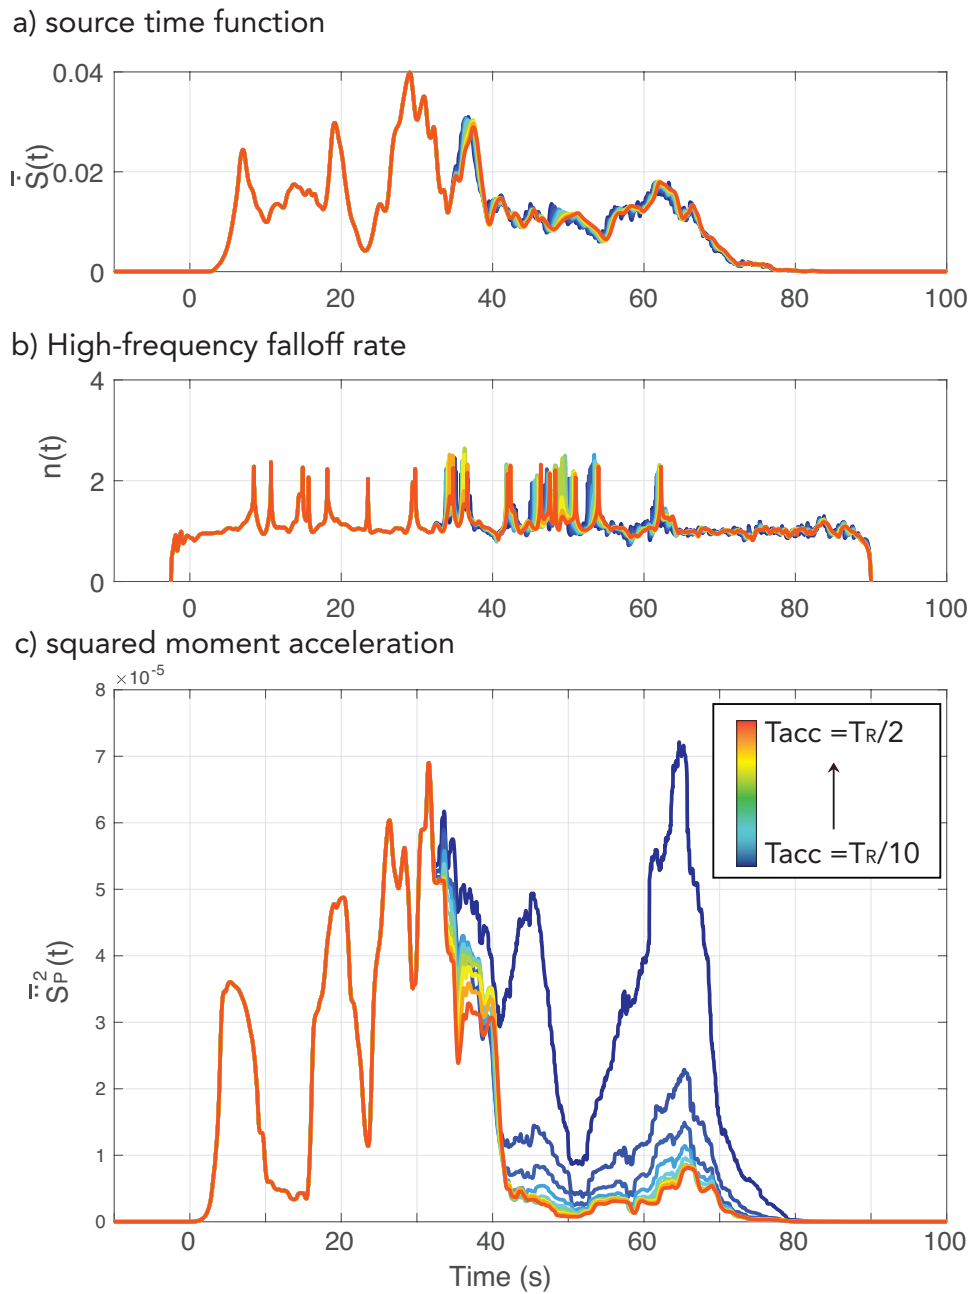 a) source time function
0.04
0.02
0
S̄̇(t)
0 20 40 60 80 100
b) High-frequency falloff rate
4
2
0
n(t)
0 20 40 60 80 100
c) squared moment acceleration
×10⁻⁵
8
7
6
5
4
3
2
1
0
S̄̈ₚ²(t)
Tacc =TR/2
Tacc =TR/10
0 20 40 60 80 100
Time (s)